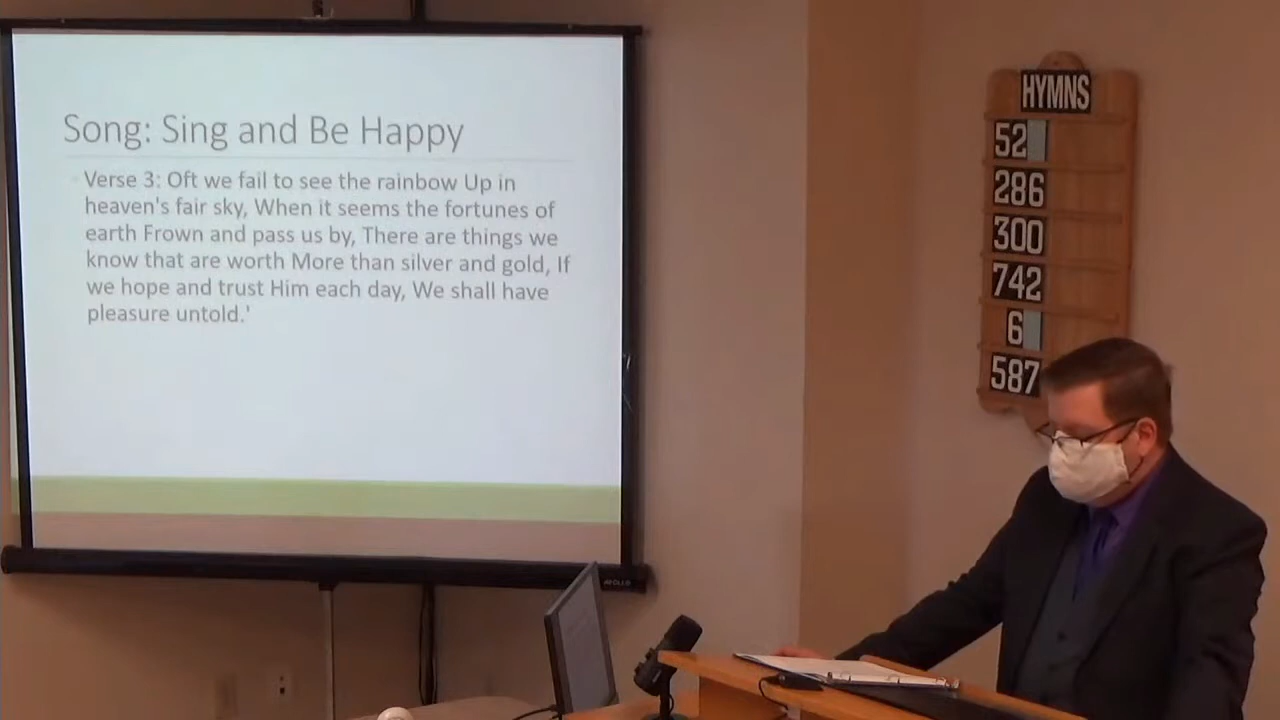 Song: Sing and Be Happy
Verse 3: Oft we fail to see the rainbow Up in
heaven's fair sky, When it seems the fortunes of
earth Frown and pass us by, There are things we
know that are worth More than silver and gold, If
we hope and trust Him each day, We shall have
pleasure untold.'
APOLLO
HYMNS
52
286
300
742
6
587